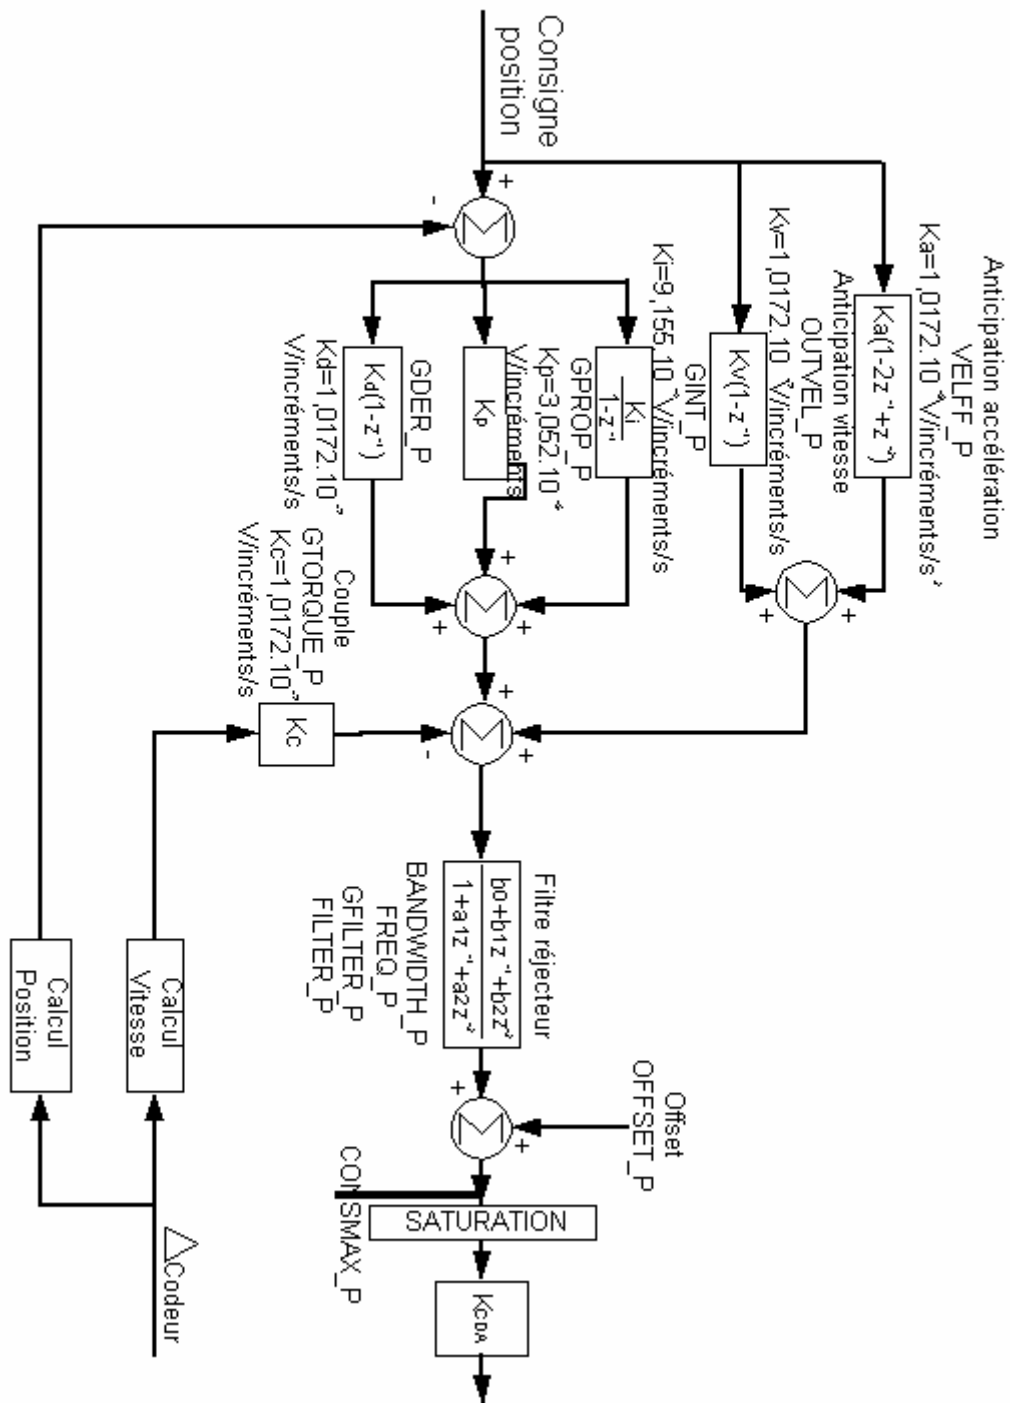 Anticipation accélération
VELFF_P
Ka=1,0172.10 V/incréments/s²
Ka(1-2z⁻¹+z⁻²)
+
Anticipation vitesse
OUTVEL_P
Kv=1,0172.10 V/incréments/s
Kv(1-z⁻¹)
+
GINT_P
Ki=9,155.10 V/incréments/s
Ki
1-z⁻¹
+
Consigne
position
+
-
GPROP_P
Kp=3,052.10
V/incréments
Kp
+
GDER_P
Kd=1,0172.10
V/incréments/s
Kd(1-z⁻¹)
+
+
+
-
Couple
GTORQUE_P
Kc=1,0172.10
V/incréments/s
Kc
Filtre réjecteur
b0+b1z⁻¹+b2z⁻²
1+a1z⁻¹+a2z⁻²
BANDWIDTH_P
FREQ_P
GFILTER_P
FILTER_P
Offset
OFFSET_P
+
+
SATURATION
CONSMAX_P
KCDA
Calcul
Vitesse
Calcul
Position
△Codeur